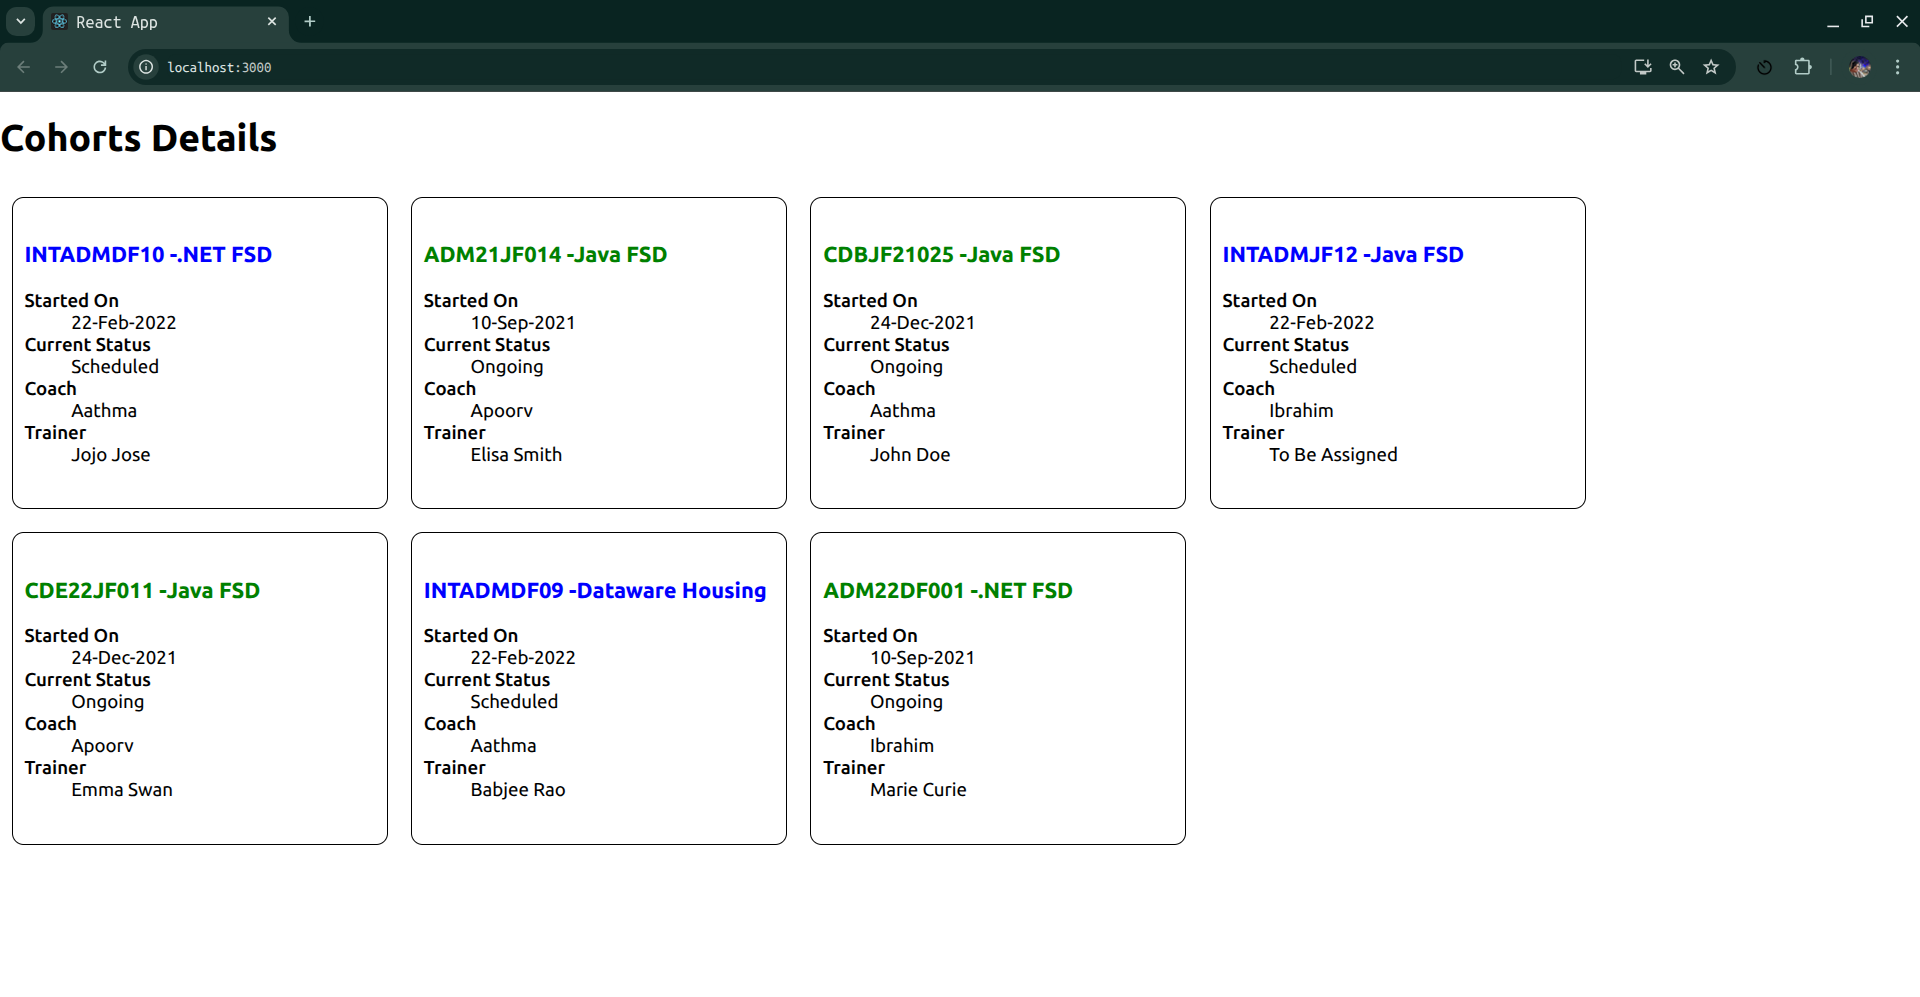 React App
localhost:3000
Cohorts Details
INTADMDF10 -.NET FSD
Started On
22-Feb-2022
Current Status
Scheduled
Coach
Aathma
Trainer
Jojo Jose
ADM21JF014 -Java FSD
Started On
10-Sep-2021
Current Status
Ongoing
Coach
Apoorv
Trainer
Elisa Smith
CDBJF21025 -Java FSD
Started On
24-Dec-2021
Current Status
Ongoing
Coach
Aathma
Trainer
John Doe
INTADMJF12 -Java FSD
Started On
22-Feb-2022
Current Status
Scheduled
Coach
Ibrahim
Trainer
To Be Assigned
CDE22JF011 -Java FSD
Started On
24-Dec-2021
Current Status
Ongoing
Coach
Apoorv
Trainer
Emma Swan
INTADMDF09 -Dataware Housing
Started On
22-Feb-2022
Current Status
Scheduled
Coach
Aathma
Trainer
Babjee Rao
ADM22DF001 -.NET FSD
Started On
10-Sep-2021
Current Status
Ongoing
Coach
Ibrahim
Trainer
Marie Curie